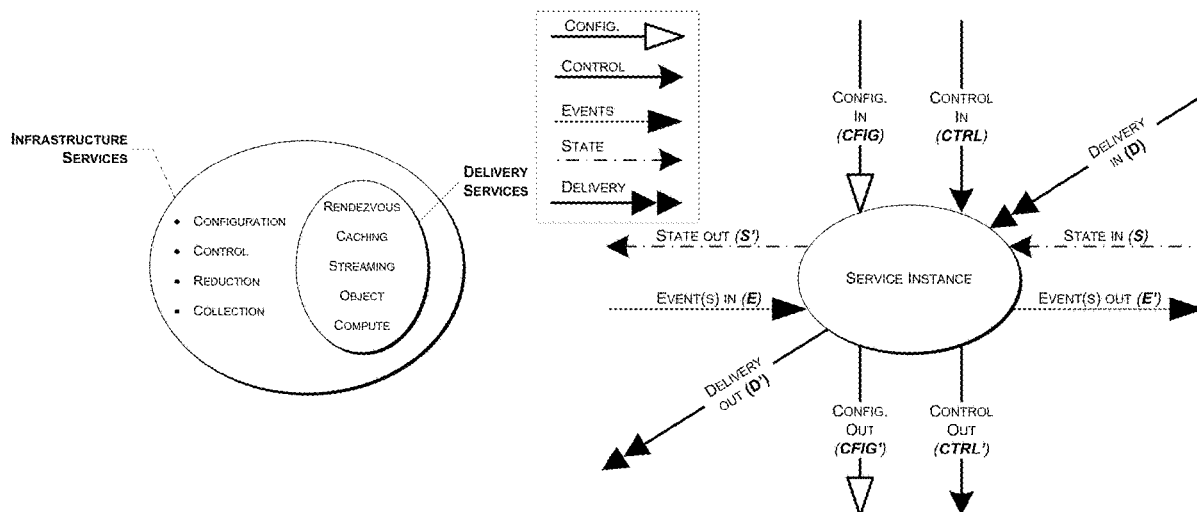 INFRASTRUCTURE
SERVICES
• CONFIGURATION
• CONTROL
• REDUCTION
• COLLECTION
DELIVERY
SERVICES
RENDEZVOUS
CACHING
STREAMING
OBJECT
COMPUTE
CONFIG.
CONTROL
EVENTS
STATE
DELIVERY
CONFIG.
IN
(CFIG)
CONTROL
IN
(CTRL)
DELIVERY
IN (D)
STATE OUT (S')
STATE IN (S)
SERVICE INSTANCE
EVENT(S) IN (E)
EVENT(S) OUT (E')
DELIVERY
OUT (D')
CONFIG.
OUT
(CFIG')
CONTROL
OUT
(CTRL')